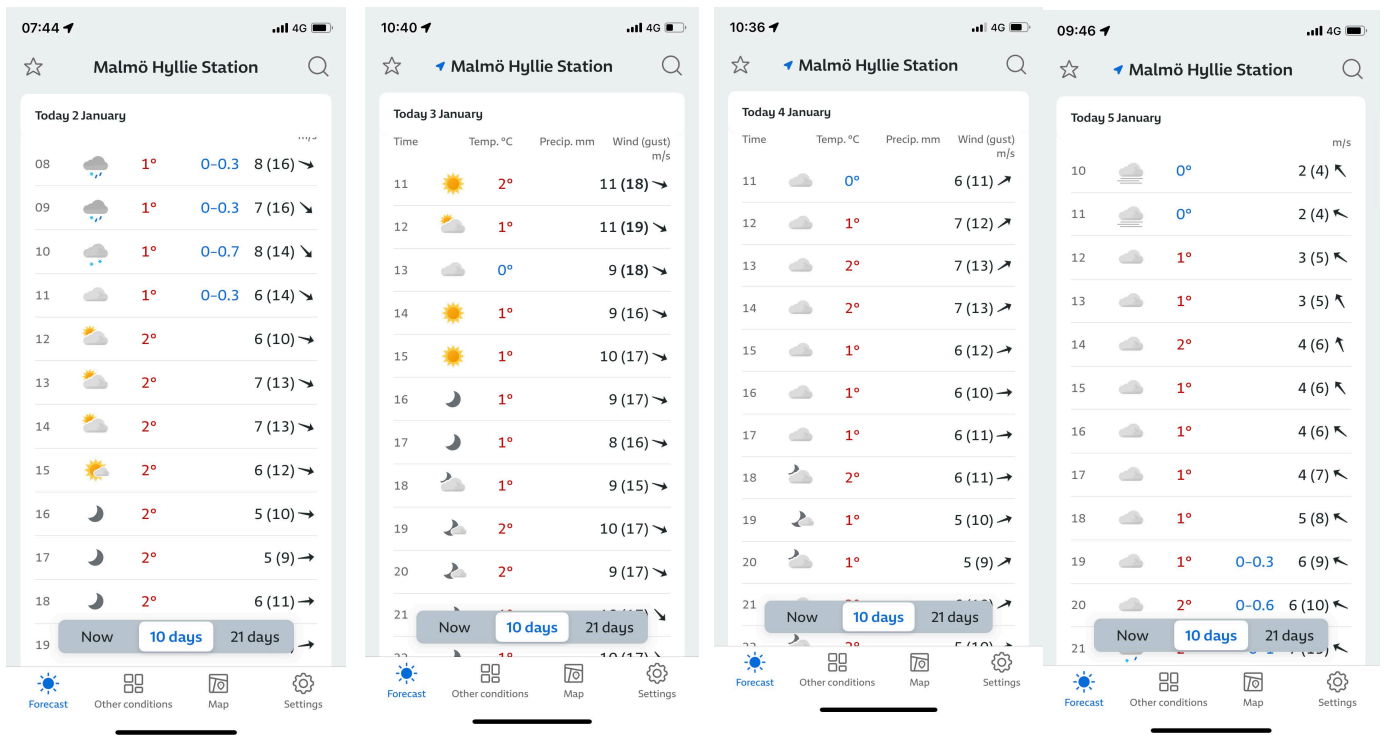 07:44 4G
Malmö Hyllie Station
Today 2 January
m/s
08 1° 0–0.3 8 (16)
09 1° 0–0.3 7 (16)
10 1° 0–0.7 8 (14)
11 1° 0–0.3 6 (14)
12 2° 6 (10)
13 2° 7 (13)
14 2° 7 (13)
15 2° 6 (12)
16 2° 5 (10)
17 2° 5 (9)
18 2° 6 (11)
19
Now 10 days 21 days
Forecast Other conditions Map Settings
10:40 4G
Malmö Hyllie Station
Today 3 January
Time Temp. °C Precip. mm Wind (gust)
m/s
11 2° 11 (18)
12 1° 11 (19)
13 0° 9 (18)
14 1° 9 (16)
15 1° 10 (17)
16 1° 9 (17)
17 1° 8 (16)
18 1° 9 (15)
19 2° 10 (17)
20 2° 9 (17)
21
22 1° 10 (17)
Now 10 days 21 days
Forecast Other conditions Map Settings
10:36 4G
Malmö Hyllie Station
Today 4 January
Time Temp. °C Precip. mm Wind (gust)
m/s
11 0° 6 (11)
12 1° 7 (12)
13 2° 7 (13)
14 2° 7 (13)
15 1° 6 (12)
16 1° 6 (10)
17 1° 6 (11)
18 2° 6 (11)
19 1° 5 (10)
20 1° 5 (9)
21
22 2°
Now 10 days 21 days
Forecast Other conditions Map Settings
09:46 4G
Malmö Hyllie Station
Today 5 January
m/s
10 0° 2 (4)
11 0° 2 (4)
12 1° 3 (5)
13 1° 3 (5)
14 2° 4 (6)
15 1° 4 (6)
16 1° 4 (6)
17 1° 4 (7)
18 1° 5 (8)
19 1° 0–0.3 6 (9)
20 2° 0–0.6 6 (10)
21
Now 10 days 21 days
Forecast Other conditions Map Settings